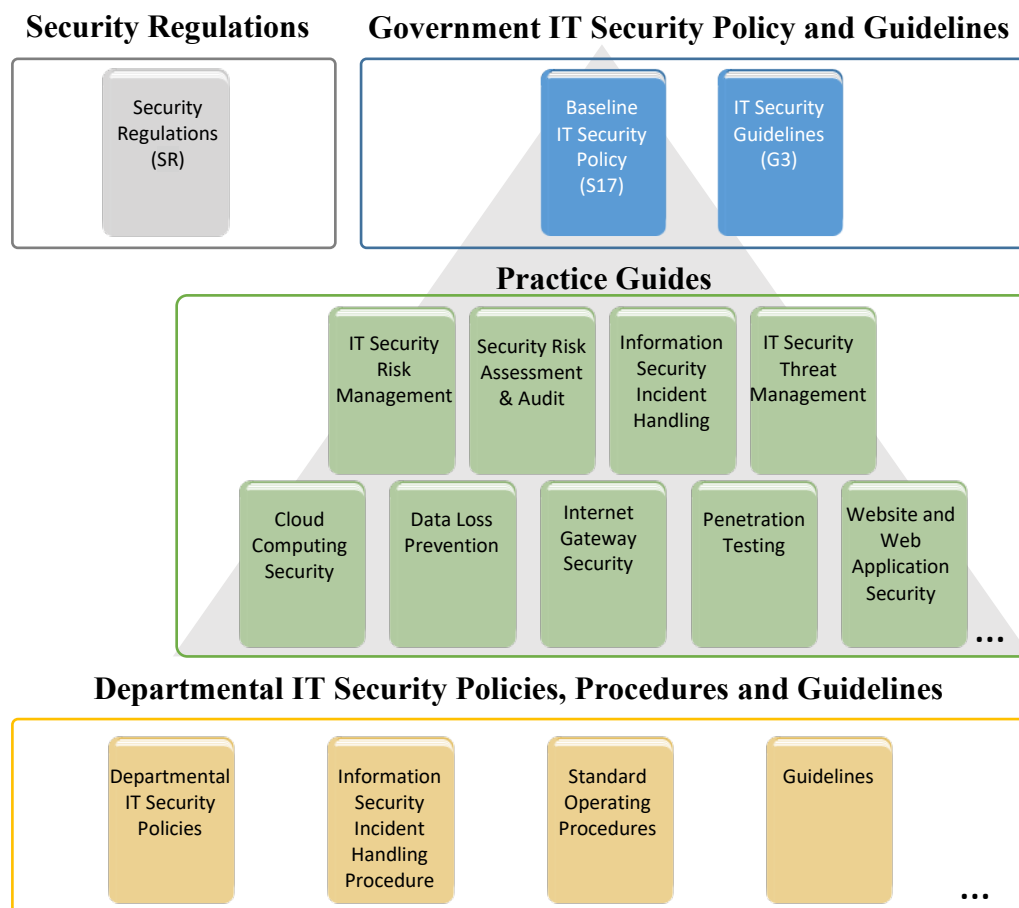 Security Regulations
Government IT Security Policy and Guidelines
Security
Regulations
(SR)
Baseline
IT Security
Policy
(S17)
IT Security
Guidelines
(G3)
Practice Guides
IT Security
Risk
Management
Security Risk
Assessment
& Audit
Information
Security
Incident
Handling
IT Security
Threat
Management
Cloud
Computing
Security
Data Loss
Prevention
Internet
Gateway
Security
Penetration
Testing
Website and
Web
Application
Security
...
Departmental IT Security Policies, Procedures and Guidelines
Departmental
IT Security
Policies
Information
Security
Incident
Handling
Procedure
Standard
Operating
Procedures
Guidelines
...